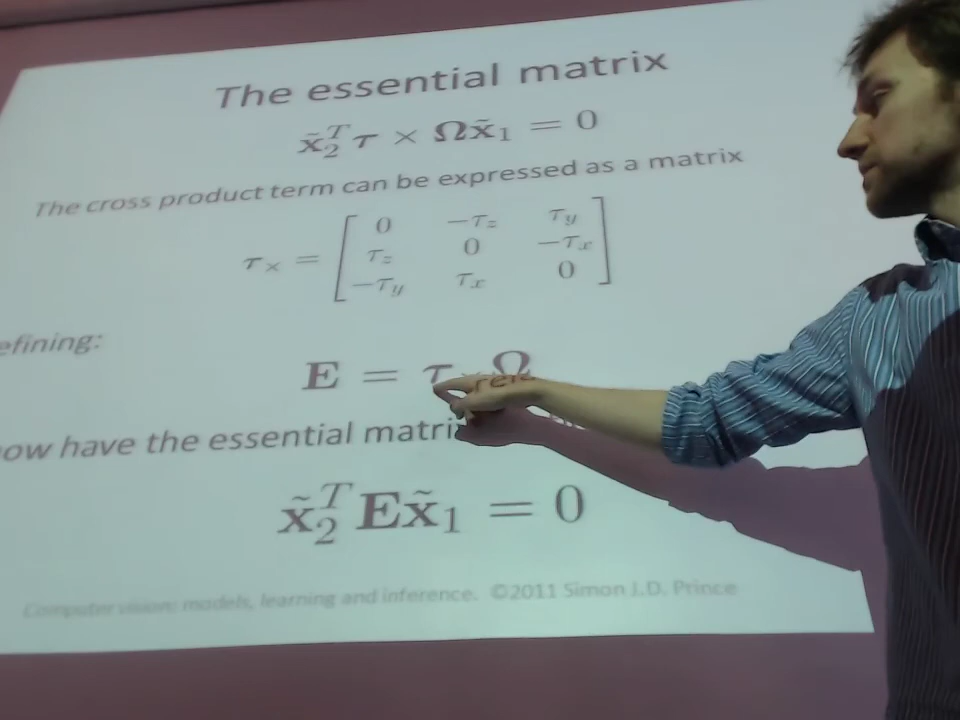 The essential matrix
x̃₂ᵀ τ × Ωx̃₁ = 0
The cross product term can be expressed as a matrix
τ× = [ 0 −τz τy
τz 0 −τx
−τy τx 0 ]
efining:
E = τ× Ω
ow have the essential matri
x̃₂ᵀEx̃₁ = 0
Computer vision: models, learning and inference. ©2011 Simon J.D. Prince